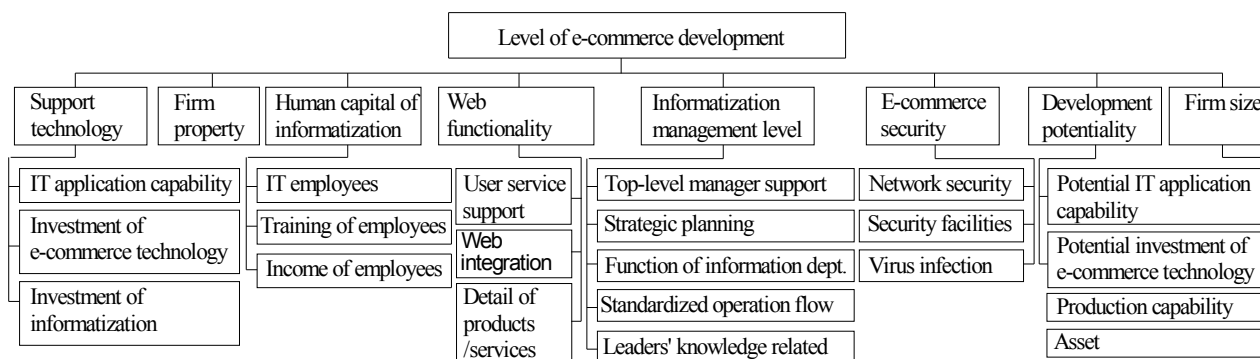 Level of e-commerce development
Support
technology
Firm
property
Human capital of
informatization
Web
functionality
Informatization
management level
E-commerce
security
Development
potentiality
Firm size
IT application capability
Investment of
e-commerce technology
Investment of
informatization
IT employees
Training of employees
Income of employees
User service
support
Web
integration
Detail of
products
/services
Top-level manager support
Strategic planning
Function of information dept.
Standardized operation flow
Leaders' knowledge related
Network security
Security facilities
Virus infection
Potential IT application
capability
Potential investment of
e-commerce technology
Production capability
Asset